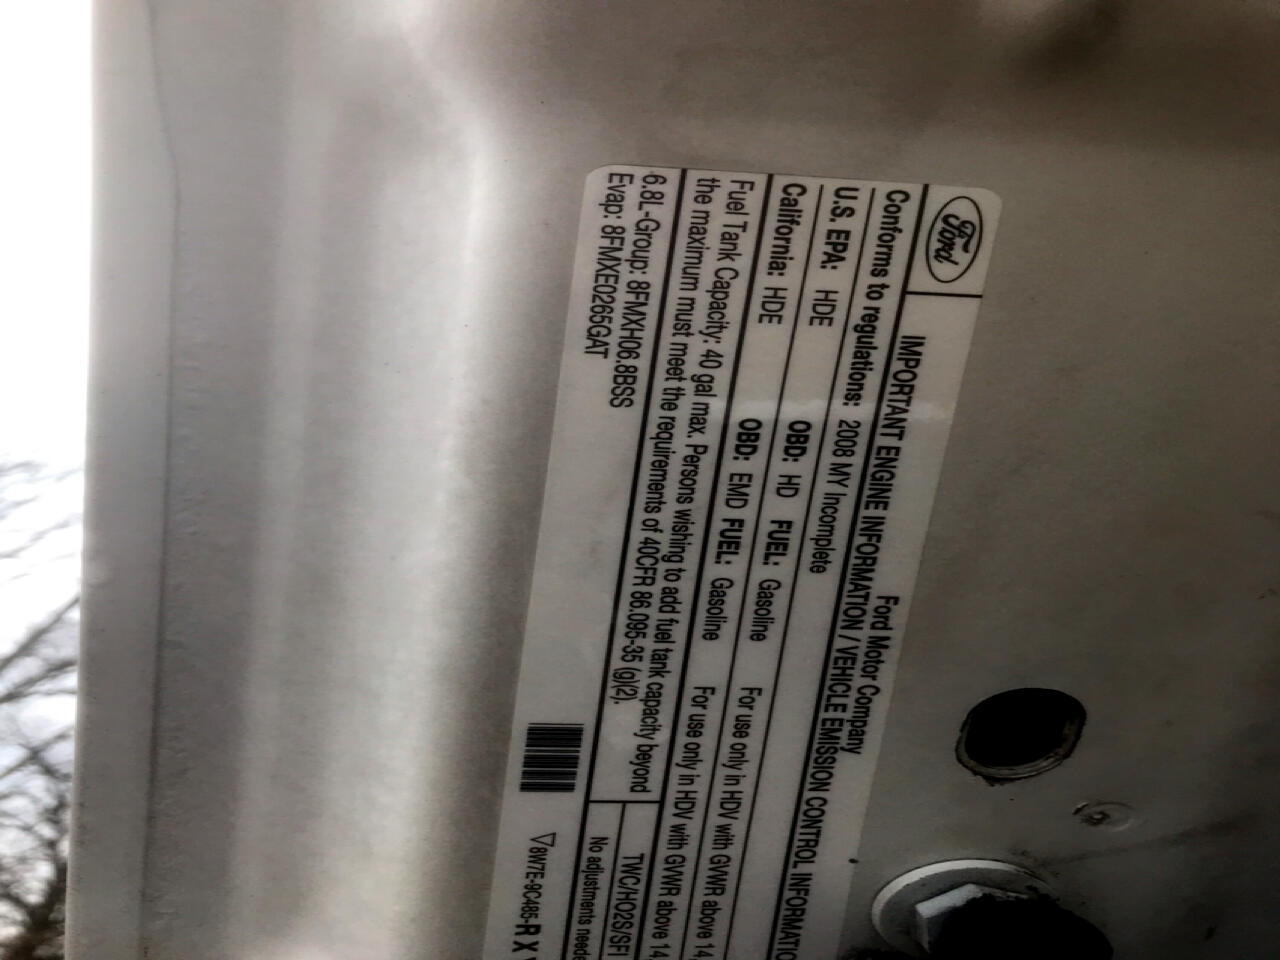 Ford
Ford Motor Company
IMPORTANT ENGINE INFORMATION / VEHICLE EMISSION CONTROL INFORMATIO
Conforms to regulations: 2008 MY Incomplete
U.S. EPA: HDE OBD: HD FUEL: Gasoline For use only in HDV with GVWR above 14,
California: HDE OBD: EMD FUEL: Gasoline For use only in HDV with GVWR above 14,
Fuel Tank Capacity: 40 gal max. Persons wishing to add fuel tank capacity beyond
the maximum must meet the requirements of 40CFR 86.095-35 (g)(2).
6.8L-Group: 8FMXH06.8BSS
Evap: 8FMXE0265GAT
TWC/HO2S/SFI
No adjustments neede
8W7E-9C485-R X